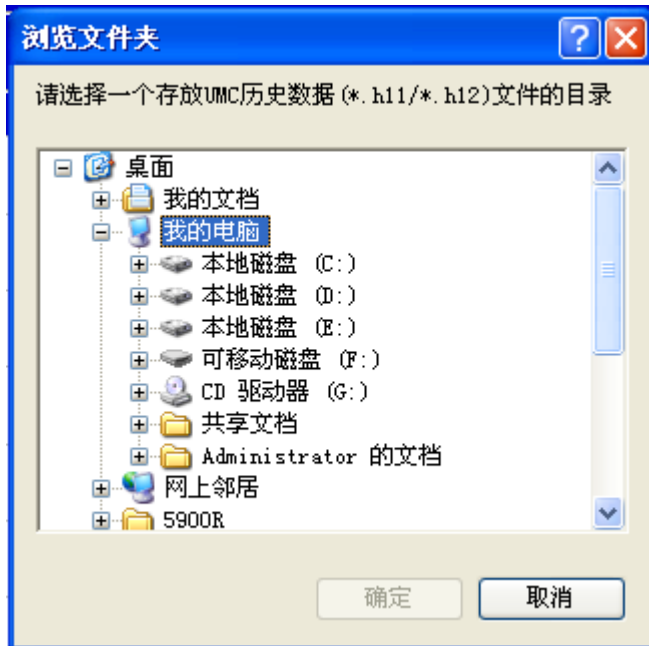 浏览文件夹
请选择一个存放UMC历史数据(*.h11/*.h12)文件的目录
桌面
我的文档
我的电脑
本地磁盘 (C:)
本地磁盘 (D:)
本地磁盘 (E:)
可移动磁盘 (F:)
CD 驱动器 (G:)
共享文档
Administrator 的文档
网上邻居
5900R
确定
取消